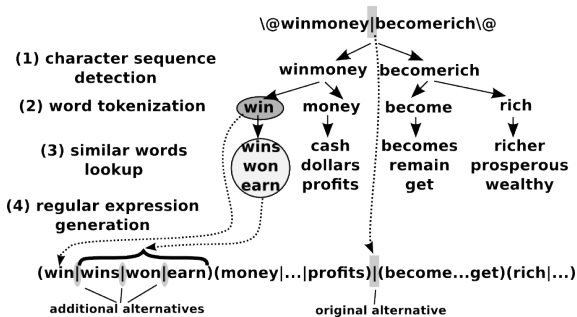 \@winmoney|becomerich\@
(1) character sequence
detection
winmoney becomerich
(2) word tokenization
win money become rich
(3) similar words
lookup
wins cash becomes richer
won dollars remain prosperous
earn profits get wealthy
(4) regular expression
generation
(win|wins|won|earn)(money|...|profits)|(become...get)(rich|...)
additional alternatives original alternative